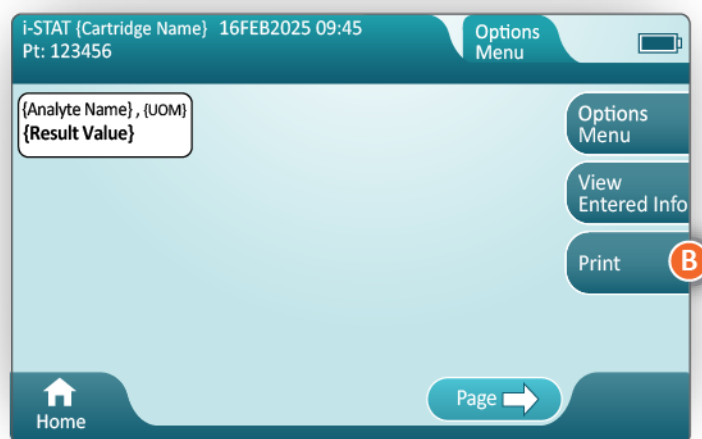 i-STAT {Cartridge Name} 16FEB2025 09:45
Pt: 123456
Options
Menu
{Analyte Name} , {UOM}
{Result Value}
Options
Menu
View
Entered Info
Print
B
Page
Home